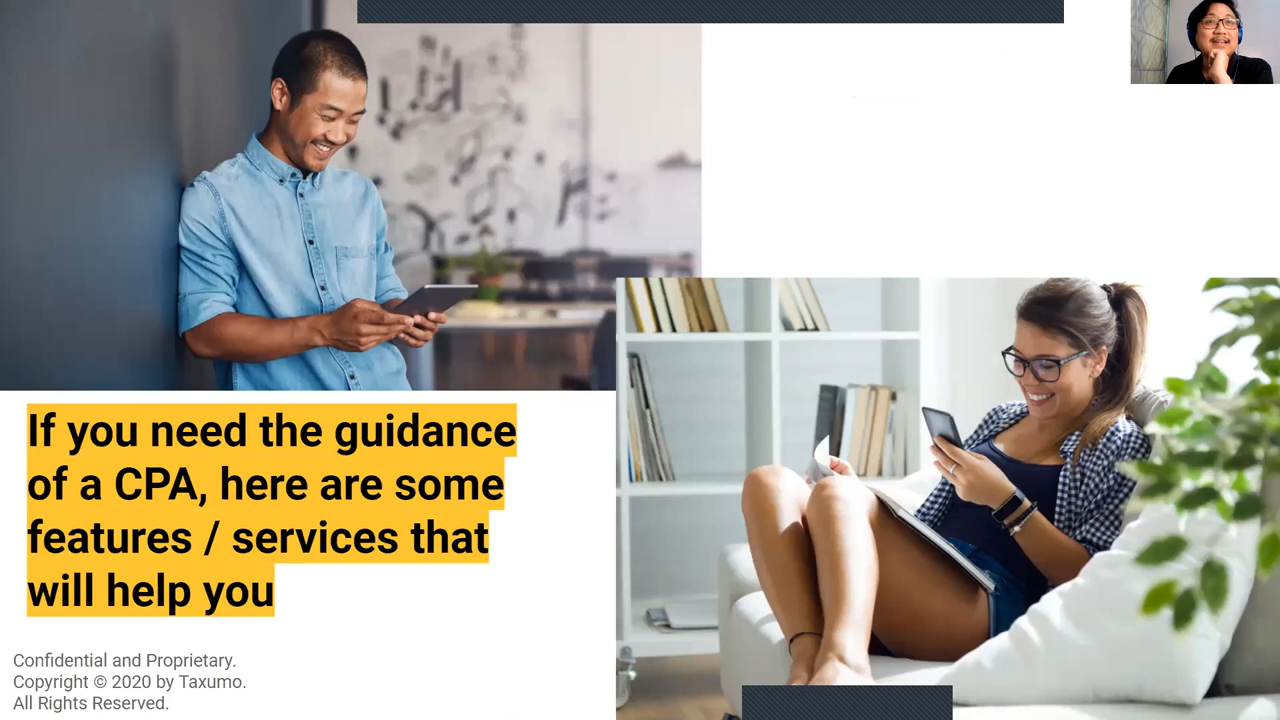 If you need the guidance
of a CPA, here are some
features / services that
will help you
Confidential and Proprietary.
Copyright © 2020 by Taxumo.
All Rights Reserved.